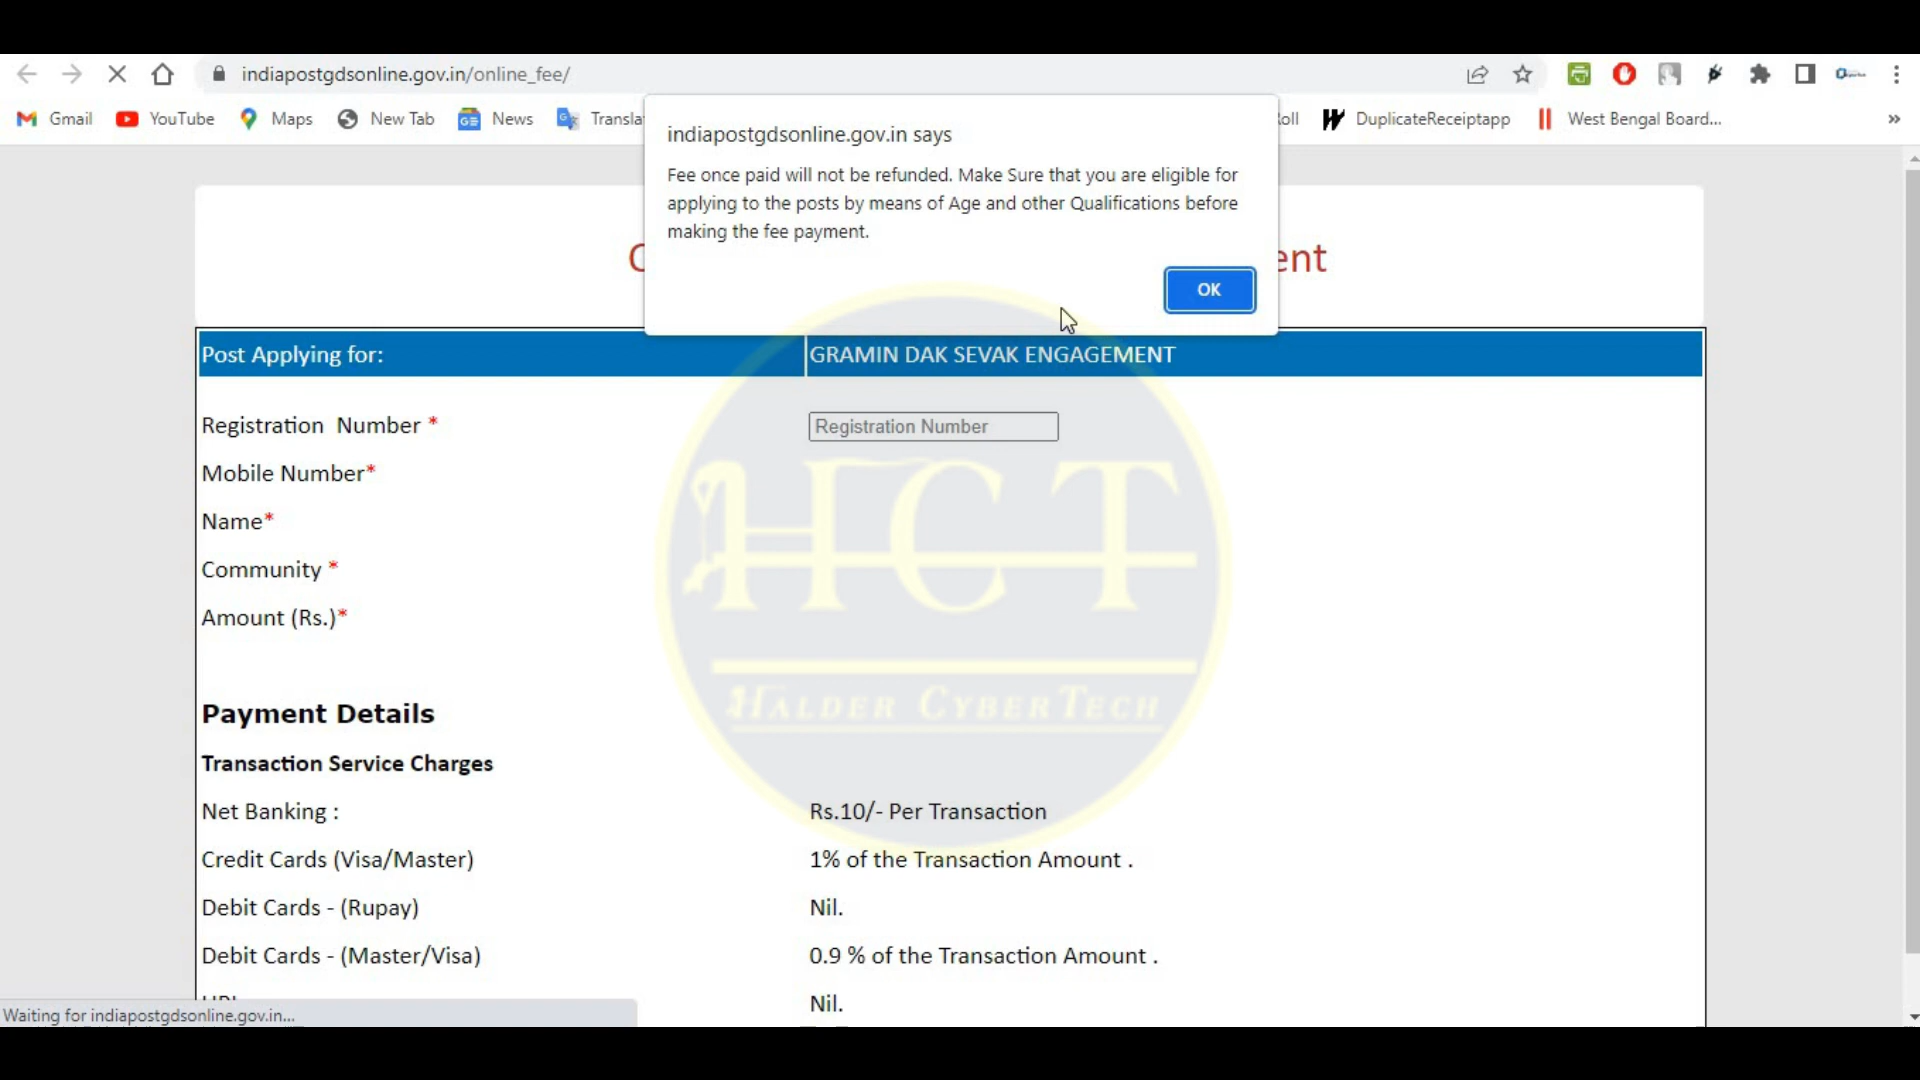 indiapostgdsonline.gov.in/online_fee/
Gmail YouTube Maps New Tab News DuplicateReceiptapp West Bengal Board... »
indiapostgdsonline.gov.in says
Fee once paid will not be refunded. Make Sure that you are eligible for
applying to the posts by means of Age and other Qualifications before
making the fee payment.
OK
Post Applying for: GRAMIN DAK SEVAK ENGAGEMENT
Registration Number * Registration Number
Mobile Number*
Name*
Community *
Amount (Rs.)*
HCT
HALDER CYBERTECH
Payment Details
Transaction Service Charges
Net Banking : Rs.10/- Per Transaction
Credit Cards (Visa/Master) 1% of the Transaction Amount .
Debit Cards - (Rupay) Nil.
Debit Cards - (Master/Visa) 0.9 % of the Transaction Amount .
Nil.
Waiting for indiapostgdsonline.gov.in...